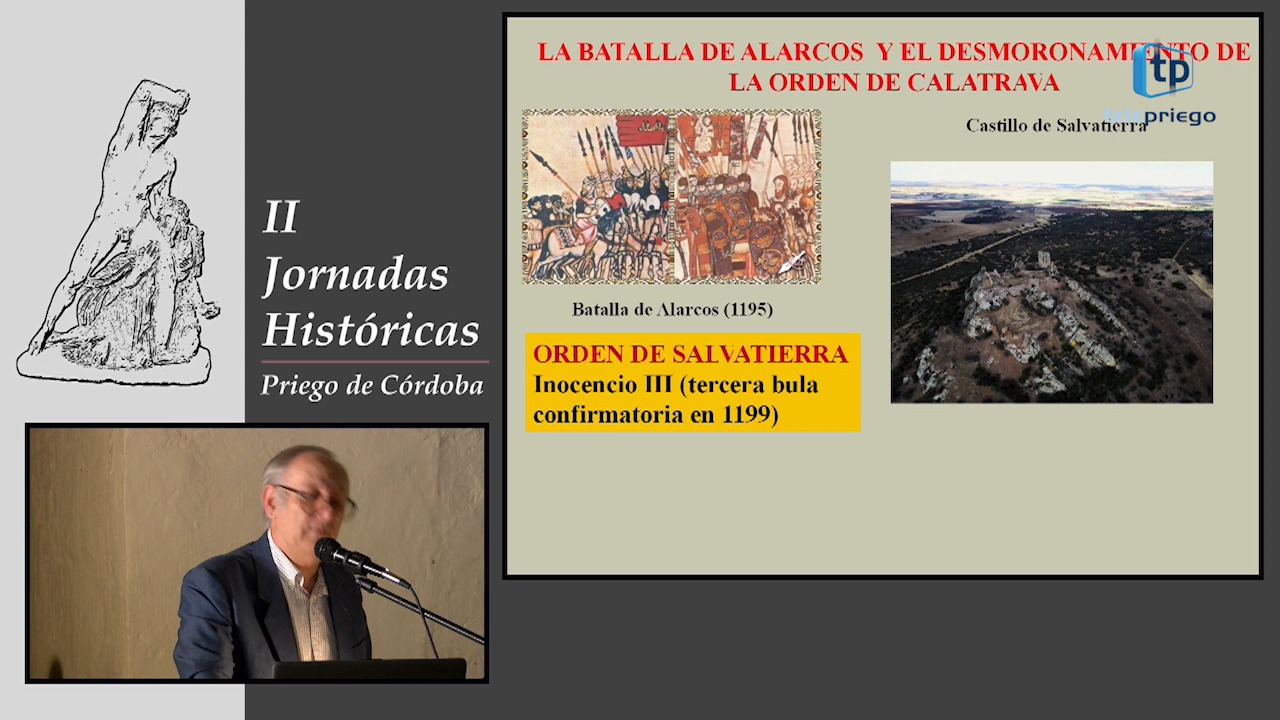 II
Jornadas
Históricas
Priego de Córdoba
LA BATALLA DE ALARCOS Y EL DESMORONAMIENTO DE
LA ORDEN DE CALATRAVA
tp
telepriego
Castillo de Salvatierra
Batalla de Alarcos (1195)
ORDEN DE SALVATIERRA
Inocencio III (tercera bula
confirmatoria en 1199)